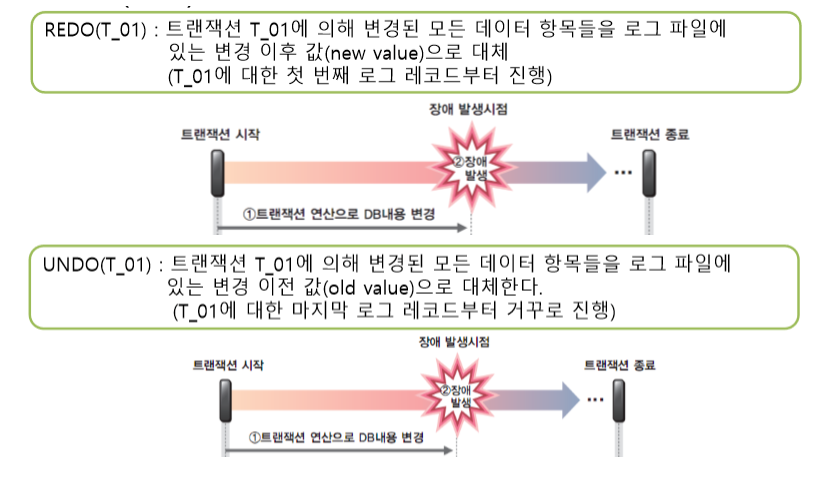 REDO(T_01) : 트랜잭션 T_01에 의해 변경된 모든 데이터 항목들을 로그 파일에
있는 변경 이후 값(new value)으로 대체
(T_01에 대한 첫 번째 로그 레코드부터 진행)
장애 발생시점
트랜잭션 시작
트랜잭션 종료
②장애
발생
...
①트랜잭션 연산으로 DB내용 변경
UNDO(T_01) : 트랜잭션 T_01에 의해 변경된 모든 데이터 항목들을 로그 파일에
있는 변경 이전 값(old value)으로 대체한다.
(T_01에 대한 마지막 로그 레코드부터 거꾸로 진행)
장애 발생시점
트랜잭션 시작
트랜잭션 종료
②장애
발생
...
①트랜잭션 연산으로 DB내용 변경